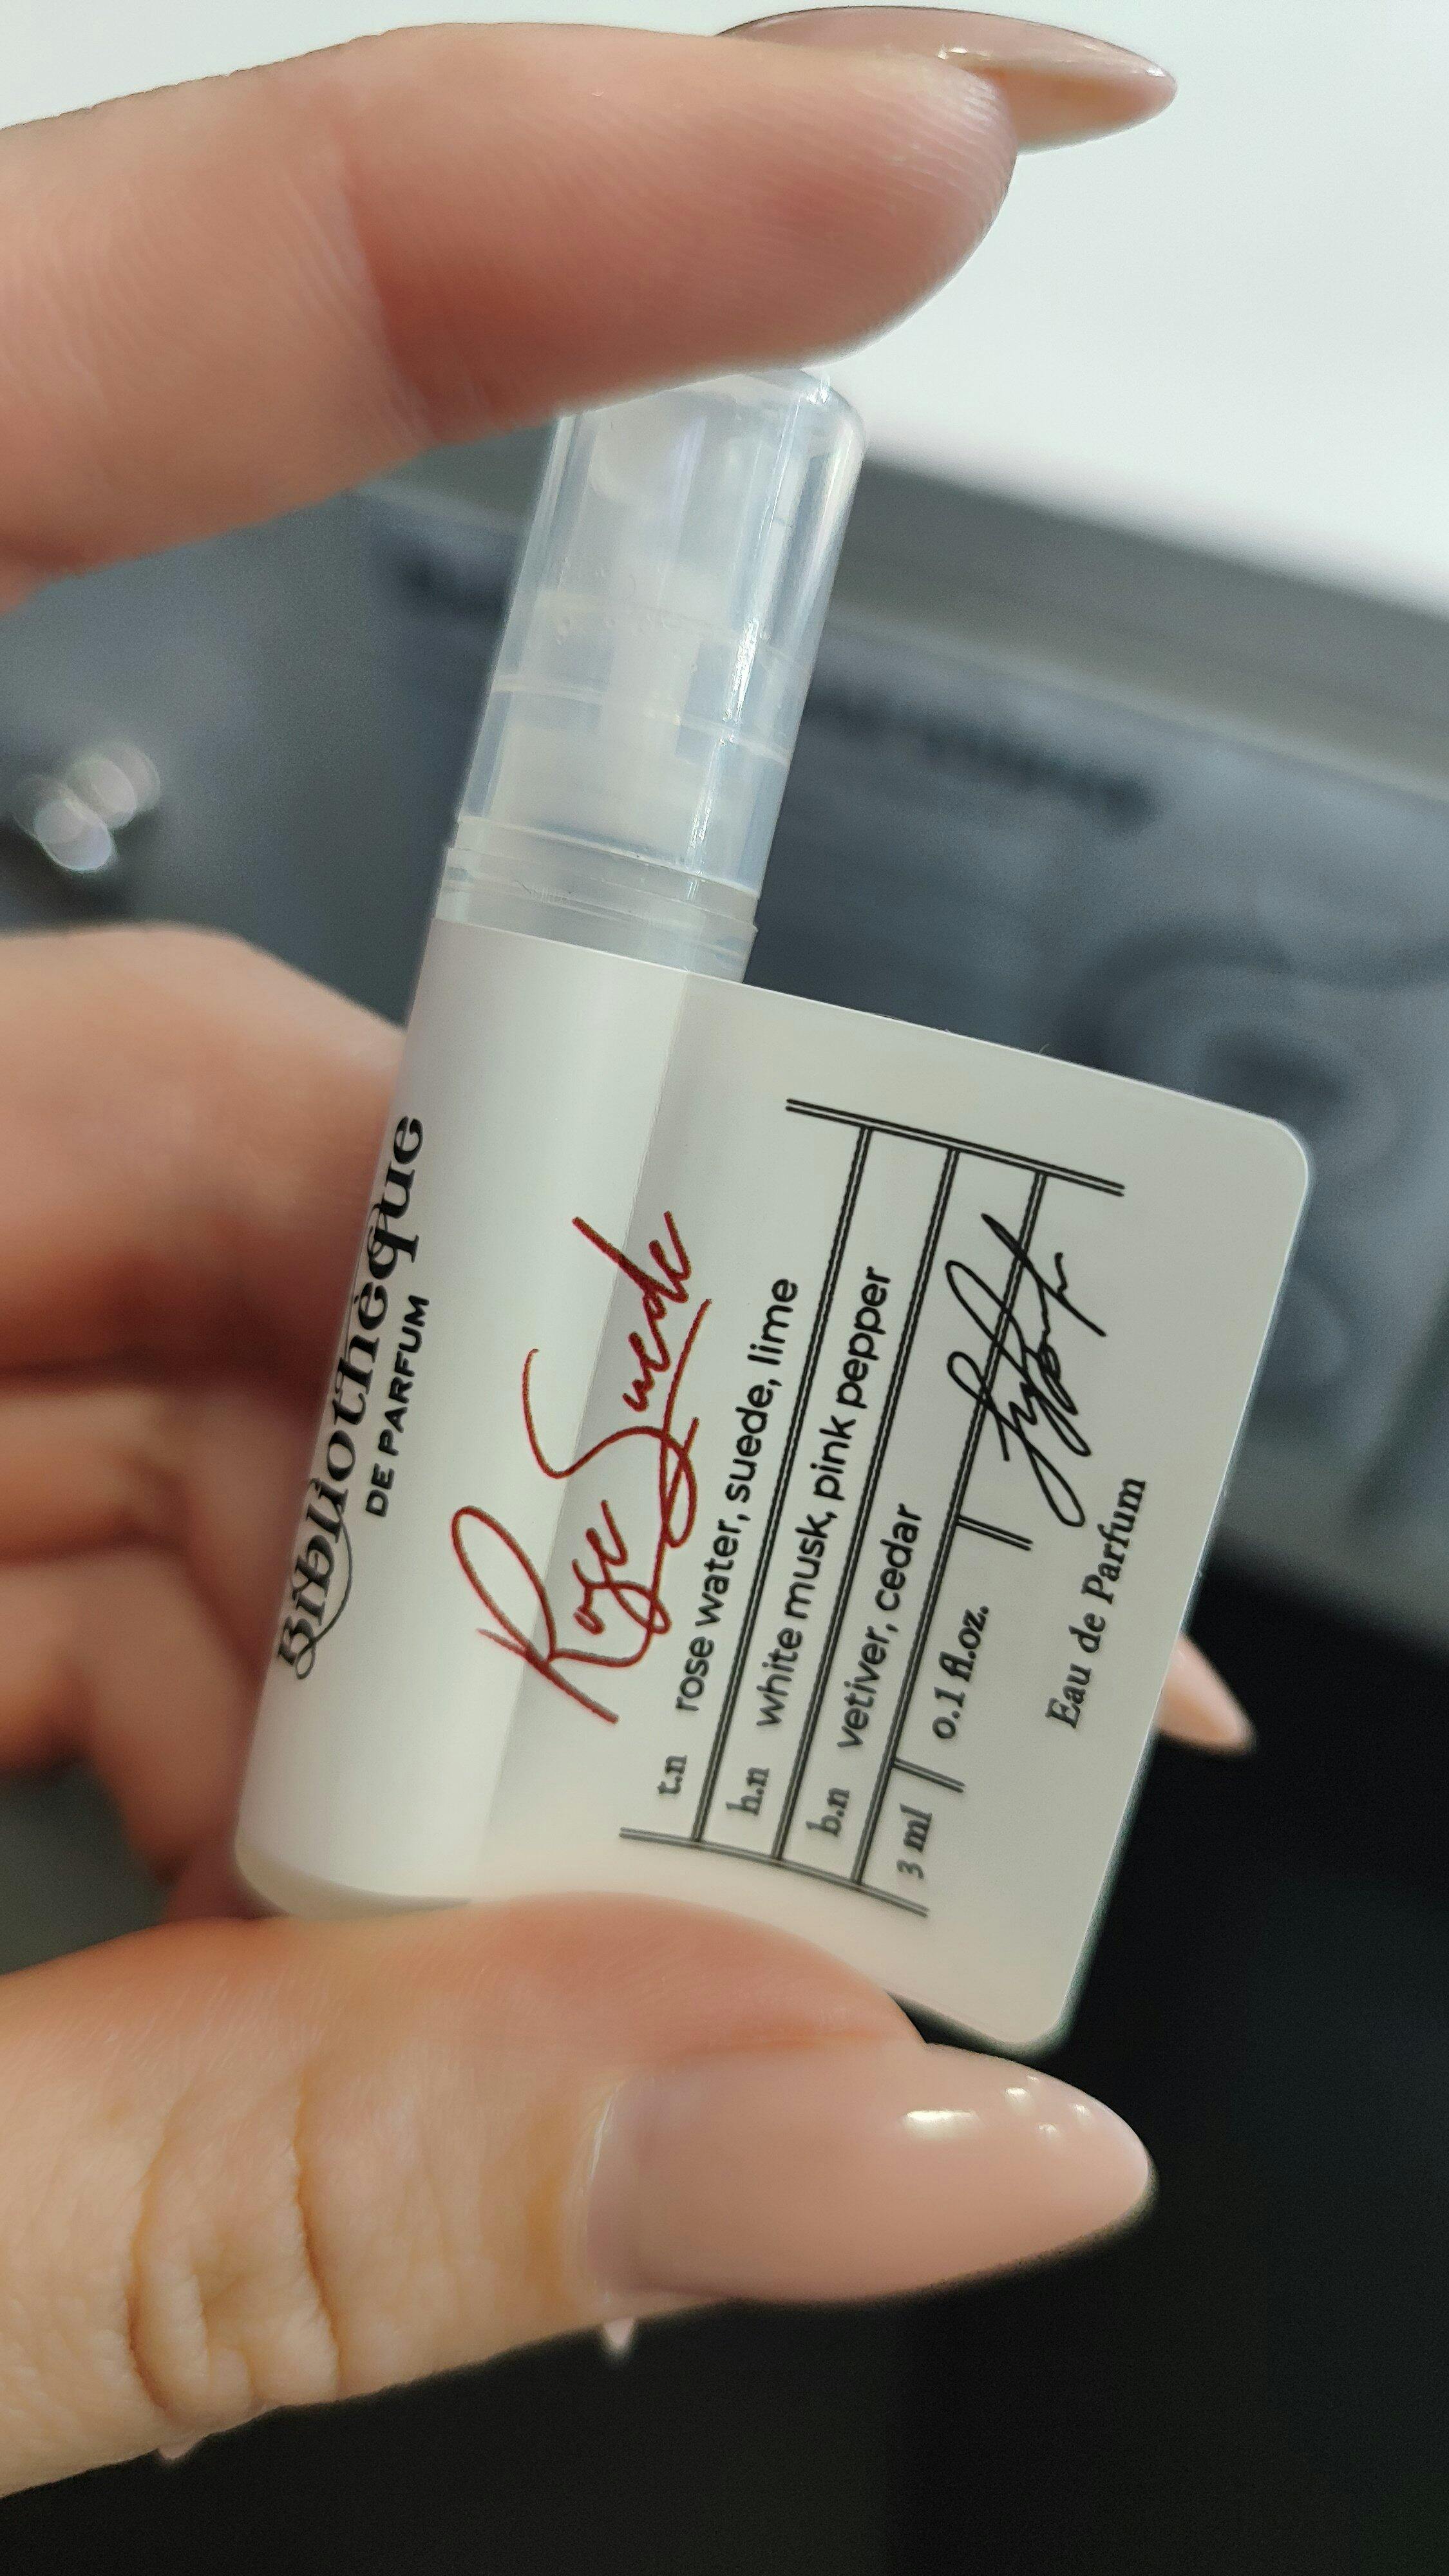 Bibliothèque
DE PARFUM
Rose Suede
t.n rose water, suede, lime
h.n white musk, pink pepper
b.n vetiver, cedar
3 ml 0.1 fl.oz.
Eau de Parfum